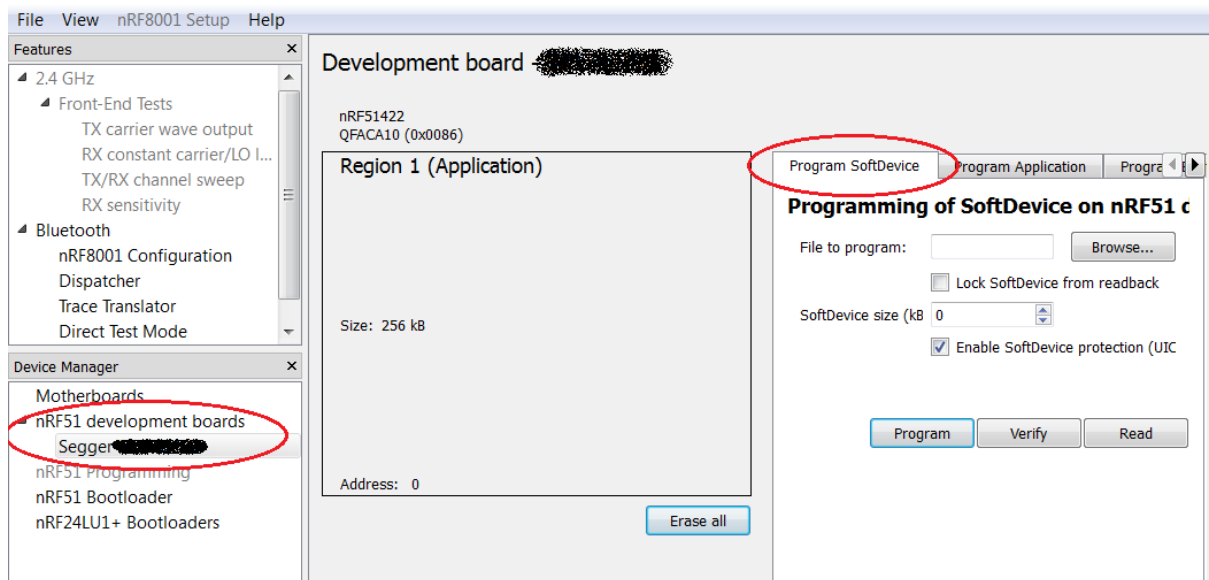 File View nRF8001 Setup Help
Features
2.4 GHz
Front-End Tests
TX carrier wave output
RX constant carrier/LO l...
TX/RX channel sweep
RX sensitivity
Bluetooth
nRF8001 Configuration
Dispatcher
Trace Translator
Direct Test Mode
Device Manager
Motherboards
nRF51 development boards
Segger
nRF51 Programming
nRF51 Bootloader
nRF24LU1+ Bootloaders
Development board -
nRF51422
QFACA10 (0x0086)
Region 1 (Application)
Size: 256 kB
Address: 0
Erase all
Program SoftDevice Program Application Progra
Programming of SoftDevice on nRF51 d
File to program: Browse...
Lock SoftDevice from readback
SoftDevice size (kB 0
Enable SoftDevice protection (UIC
Program Verify Read